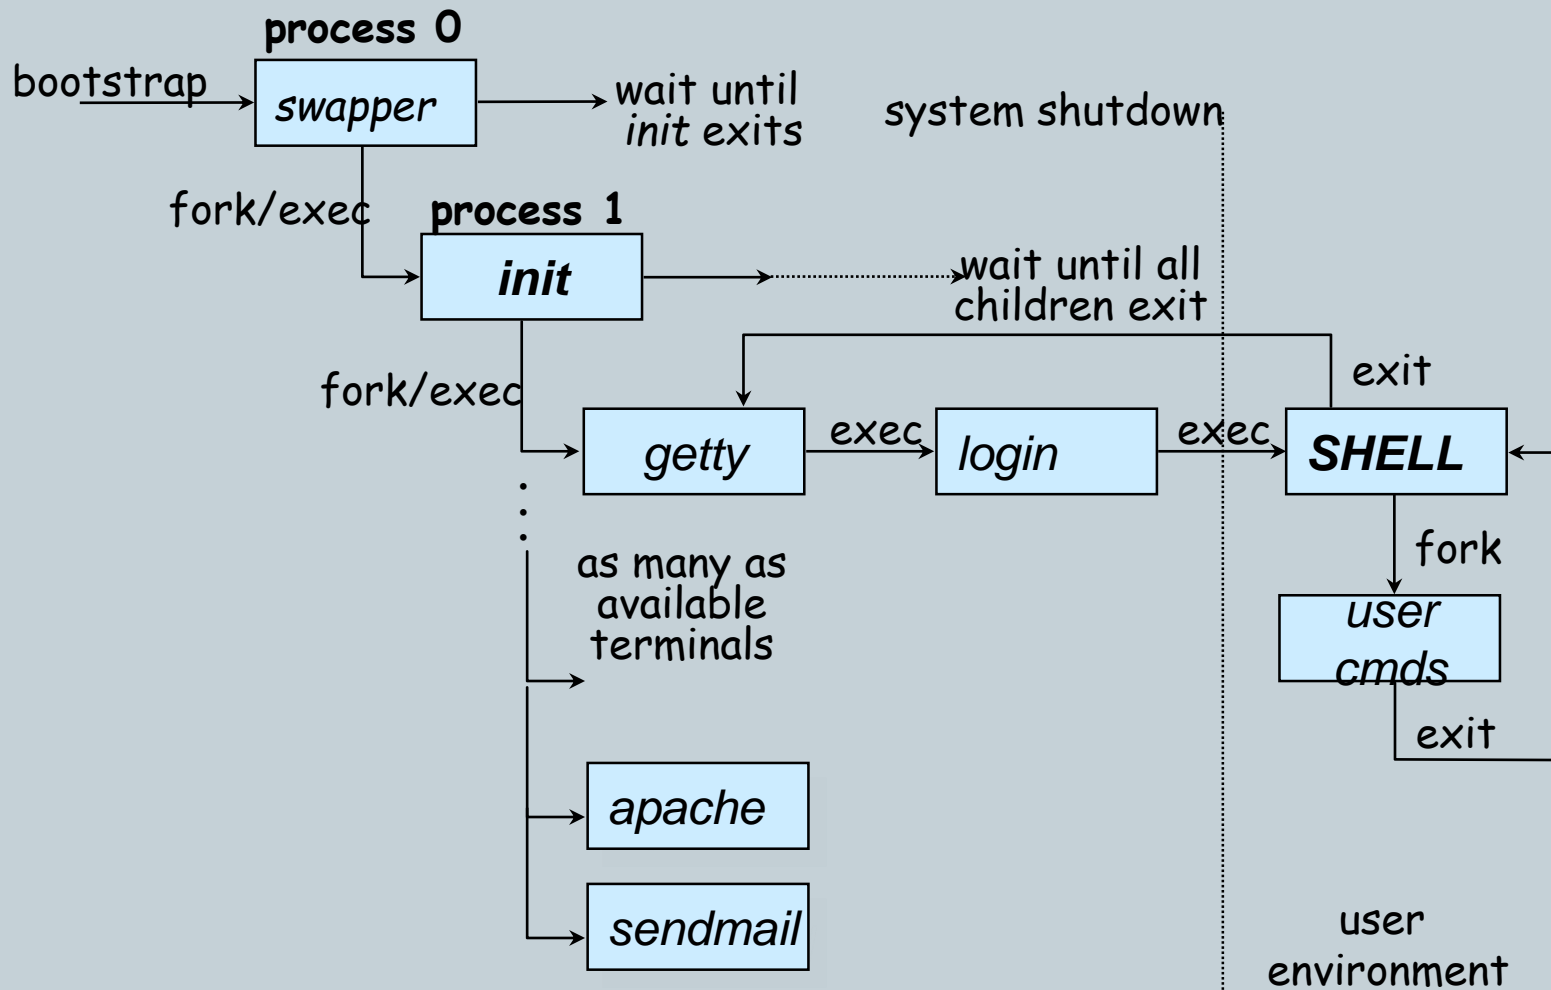 process 0
bootstrap
swapper
wait until
init exits
system shutdown
fork/exec
process 1
init
wait until all
children exit
fork/exec
exit
getty
exec
login
exec
SHELL
.
.
.
fork
as many as
available
terminals
user
cmds
exit
apache
sendmail
user
environment